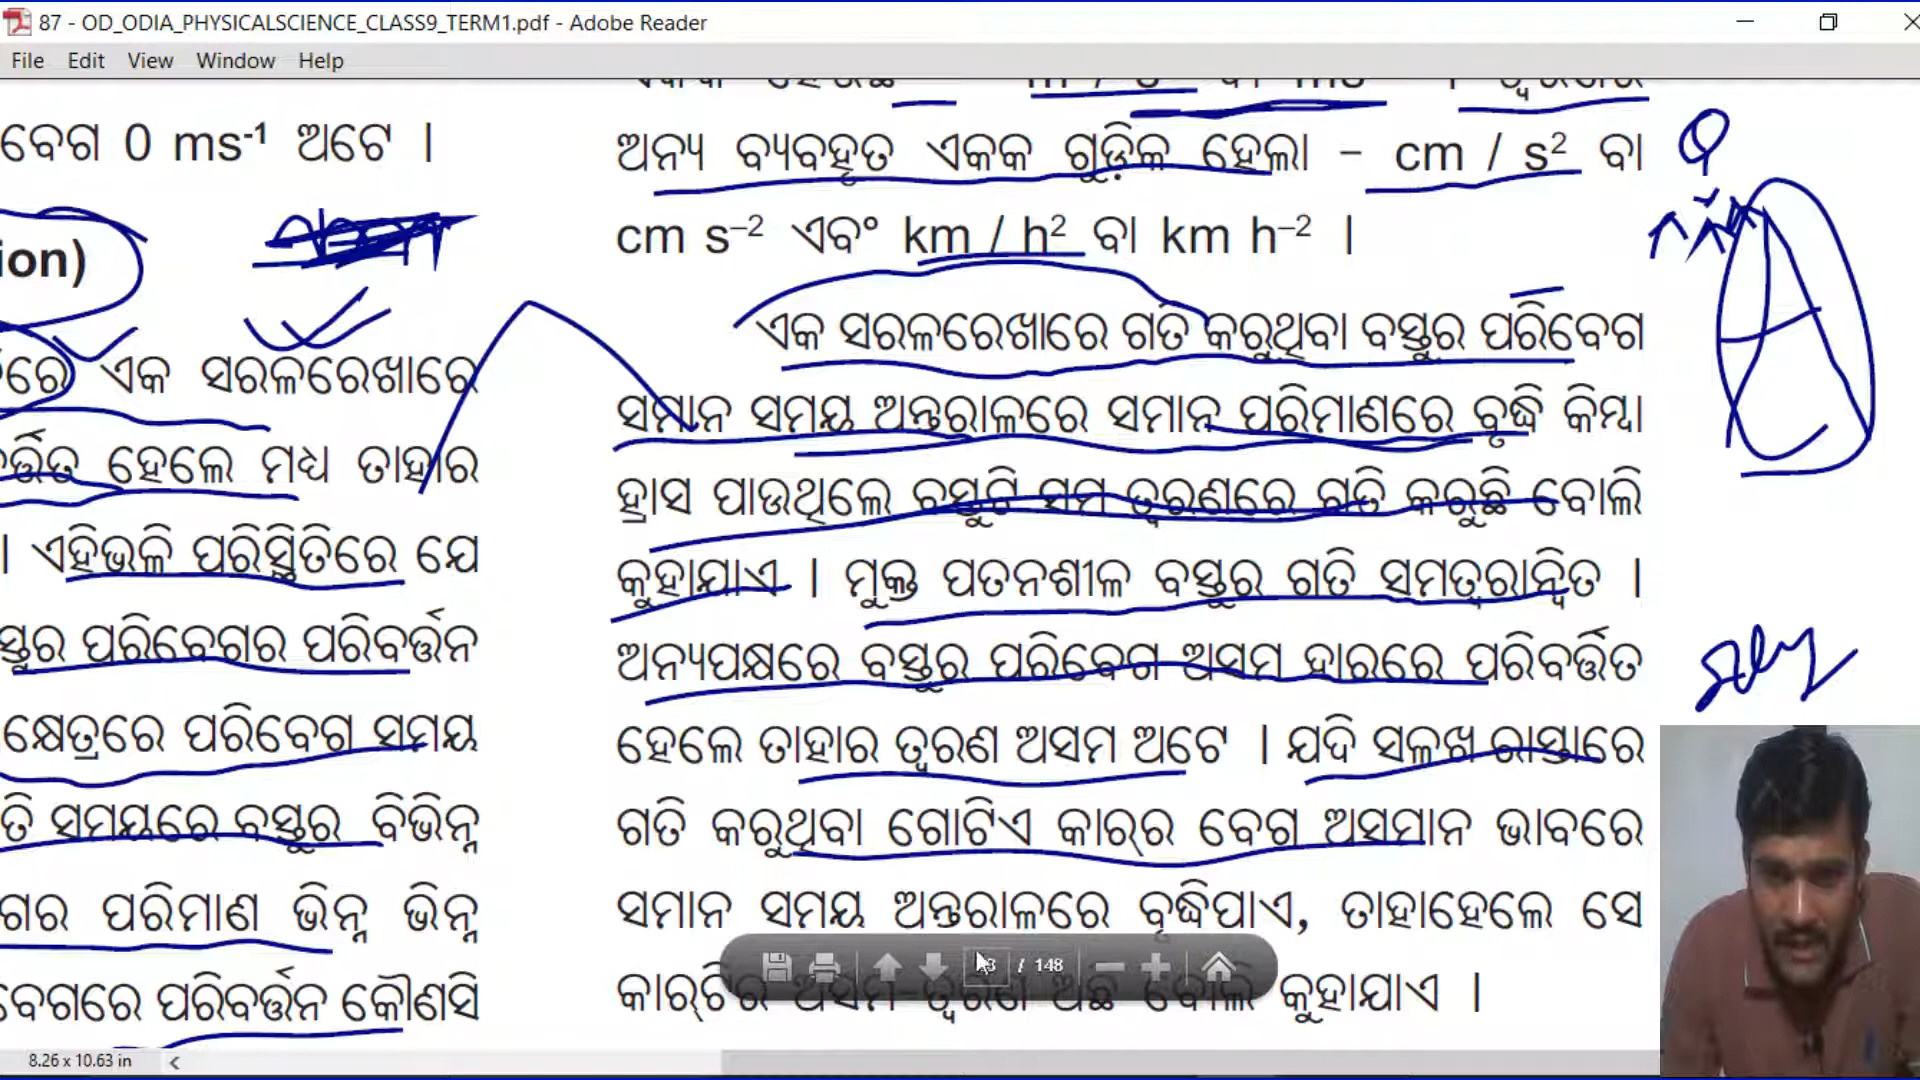 87 - OD_ODIA_PHYSICALSCIENCE_CLASS9_TERM1.pdf - Adobe Reader
File Edit View Window Help
ବେଗ 0 ms-1 ଅଟେ |
ion)
ଏକ ସରଳରେଖାରେ
ହେଲେ ମଧ୍ୟ ତାହାର
| ଏହିଭଳି ପରିସ୍ଥିତିରେ ଯେ
ସ୍ତୁର ପରିବେଗର ପରିବର୍ତ୍ତନ
କ୍ଷେତ୍ରରେ ପରିବେଗ ସମୟ
ତି ସମୟରେ ବସ୍ତୁର ବିଭିନ୍ନ
ଗର ପରିମାଣ ଭିନ୍ନ ଭିନ୍ନ
ବେଗରେ ପରିବର୍ତ୍ତନ କୌଣସି
ଅନ୍ୟ ବ୍ୟବହୃତ ଏକକ ଗୁଡ଼ିକ ହେଲା – cm / s² ବା
cm s–2 ଏବଂ km / h² ବା km h–2 |
ଏକ ସରଳରେଖାରେ ଗତି କରୁଥିବା ବସ୍ତୁର ପରିବେଗ
ସମାନ ସମୟ ଅନ୍ତରାଳରେ ସମାନ ପରିମାଣରେ ବୃଦ୍ଧି କିମ୍ବା
ହ୍ରାସ ପାଉଥିଲେ ବସ୍ତୁଟି ସମ ତ୍ୱରଣରେ ଗତି କରୁଛି ବୋଲି
କୁହାଯାଏ | ମୁକ୍ତ ପତନଶୀଳ ବସ୍ତୁର ଗତି ସମତ୍ୱରାନ୍ୱିତ |
ଅନ୍ୟପକ୍ଷରେ ବସ୍ତୁର ପରିବେଗ ଅସମ ହାରରେ ପରିବର୍ତ୍ତିତ
ହେଲେ ତାହାର ତ୍ୱରଣ ଅସମ ଅଟେ | ଯଦି ସଳଖ ରାସ୍ତାରେ
ଗତି କରୁଥିବା ଗୋଟିଏ କାର୍‌ର ବେଗ ଅସମାନ ଭାବରେ
ସମାନ ସମୟ ଅନ୍ତରାଳରେ ବୃଦ୍ଧିପାଏ, ତାହାହେଲେ ସେ
କାର୍‌ଟିର ଅସମ-ତ୍ୱରଣ ଅଛି ବୋଲି କୁହାଯାଏ |
/ 148
8.26 x 10.63 in